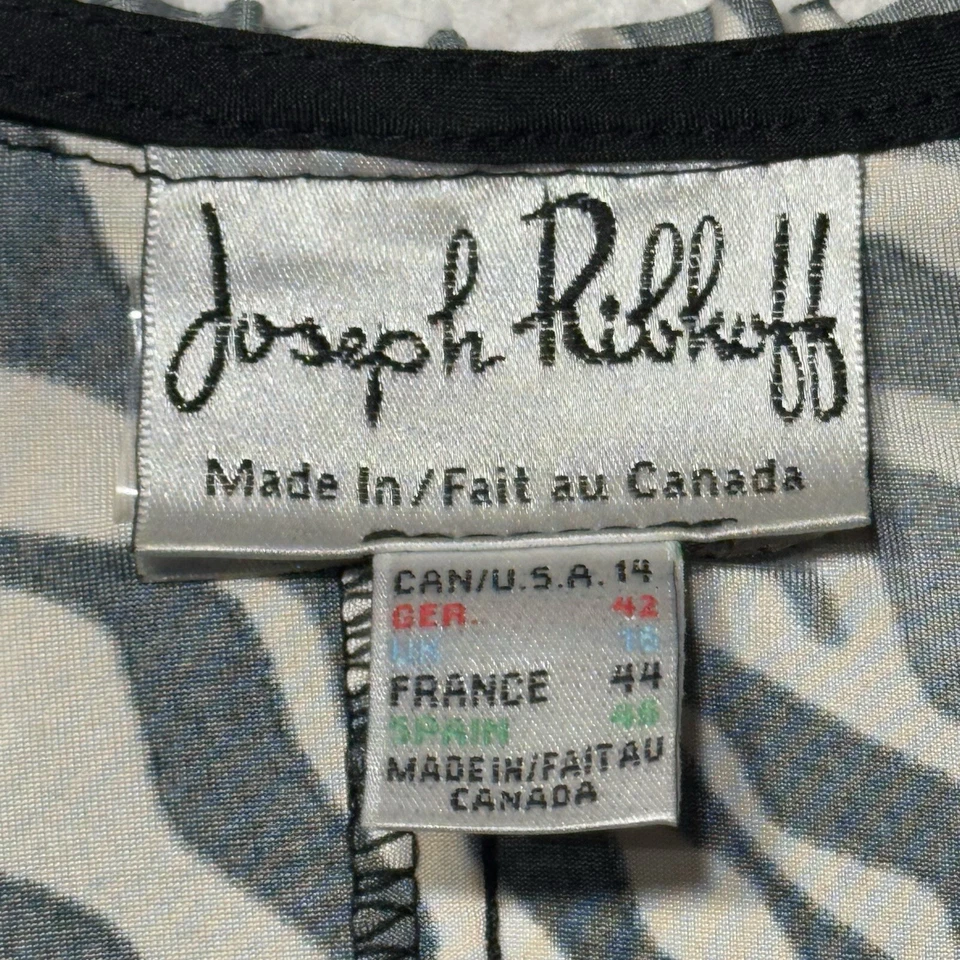 Joseph Ribkoff
Made In/Fait au Canada
CAN/U.S.A. 14
GER. 42
UK
FRANCE 44
SPAIN 46
MADE IN/FAIT AU
CANADA